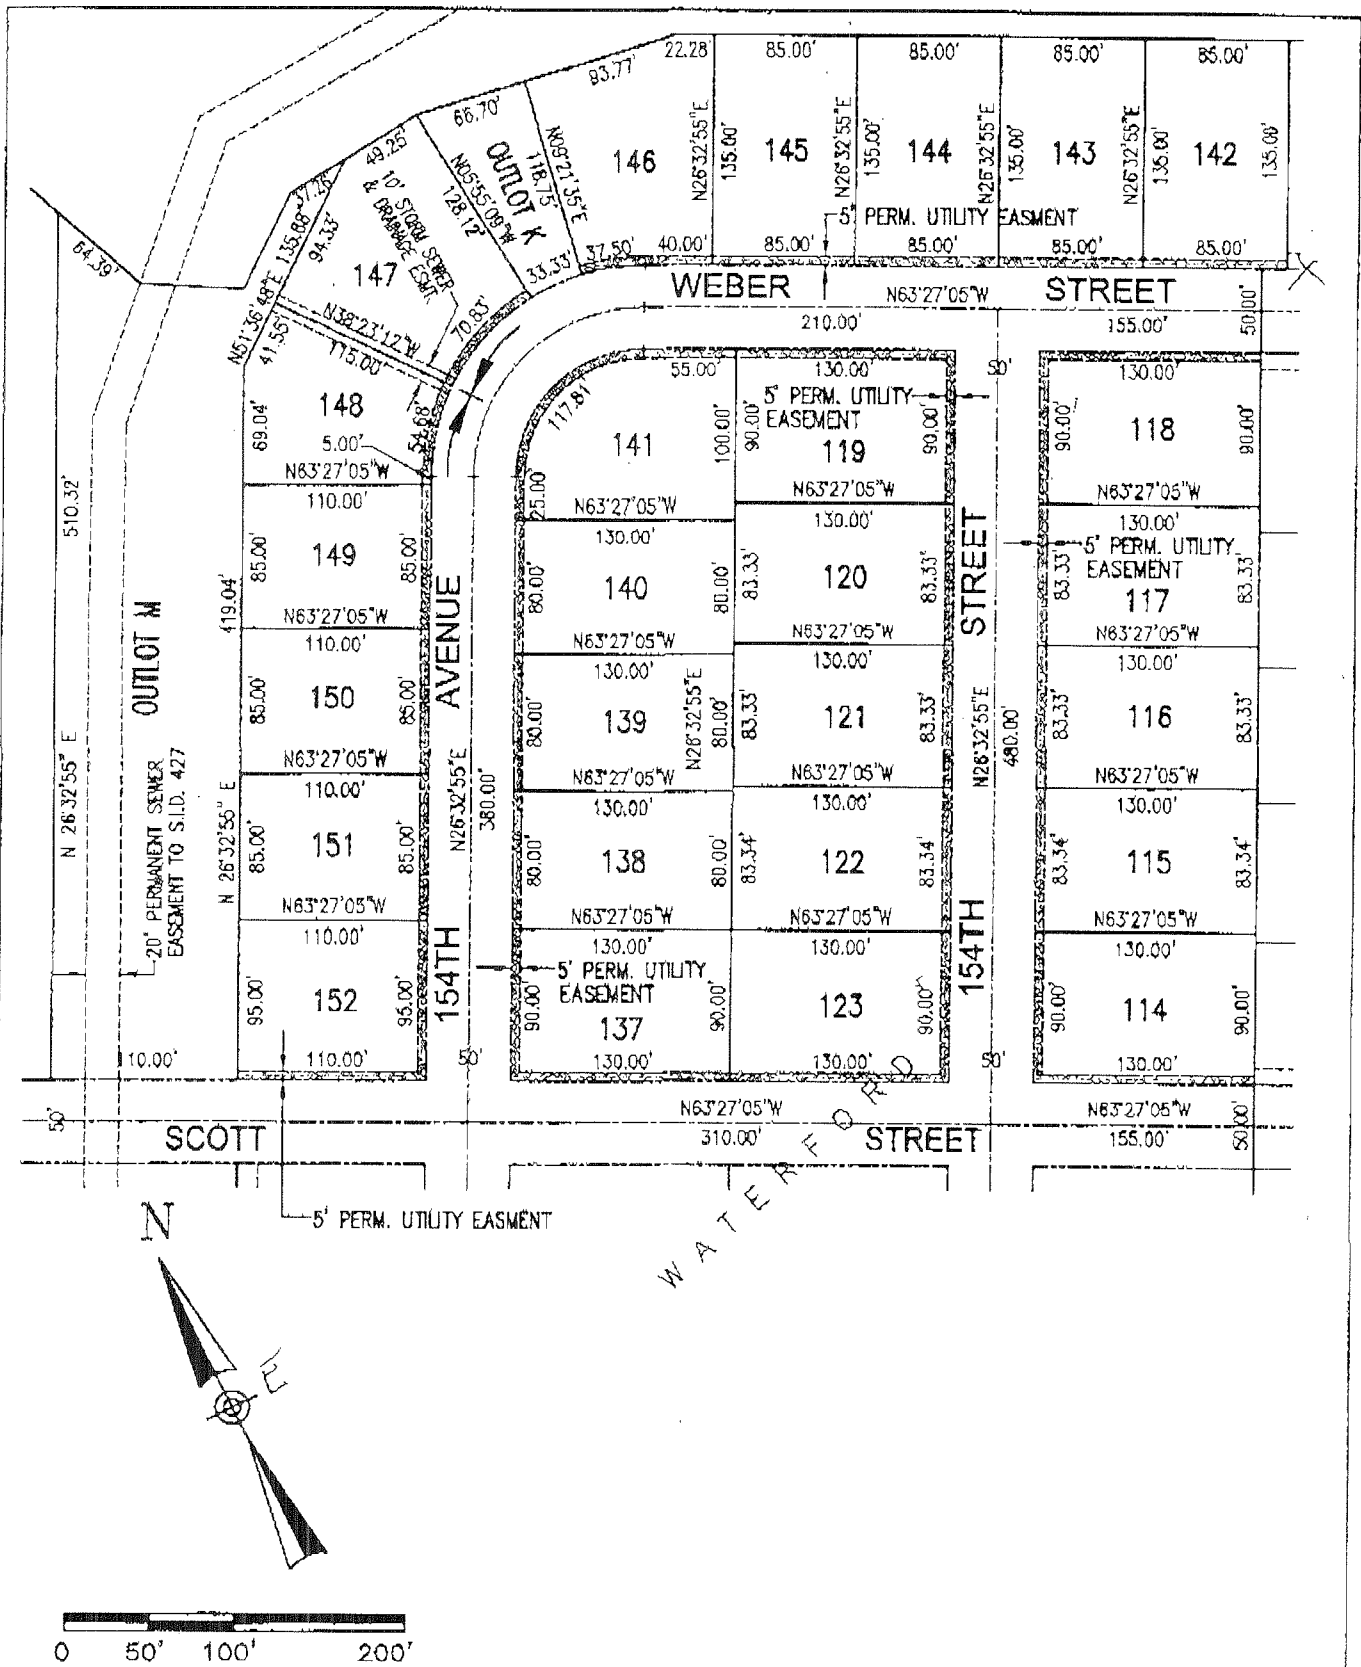 22.28'
85.00'
85.00'
85.00'
85.00'
83.77'
66.70'
49.25'
37.26'
64.39'
OUTLOT K
N09°21'35"E
118.75'
N05°55'09"W
128.12'
10' STORM SEWER
& DRAINAGE ESMT.
N51°36'48"E 135.88'
94.33'
41.55'
147
146
N26°32'55"E
135.00'
145
N26°32'55"E
135.00'
144
N26°32'55"E
135.00'
143
N26°32'55"E
135.00'
142
135.00'
5' PERM. UTILITY EASMENT
33.33'
37.50'
40.00'
85.00'
85.00'
85.00'
85.00'
WEBER STREET
N63°27'05"W
210.00'
155.00'
50.00'
N38°23'12"W
115.00'
70.83'
54.68'
148
69.04'
5.00'
N63°27'05"W
110.00'
149
85.00'
85.00'
N63°27'05"W
110.00'
150
85.00'
85.00'
N63°27'05"W
110.00'
151
85.00'
85.00'
N63°27'05"W
110.00'
152
95.00'
95.00'
110.00'
510.32'
N 26°32'55" E
OUTLOT M
20' PERMANENT SEWER
EASEMENT TO S.I.D. 427
419.04'
N 26°32'55" E
110.00'
154TH AVENUE
N26°32'55"E
380.00'
50'
117.81'
55.00'
141
100.00'
25.00'
N63°27'05"W
130.00'
140
80.00'
80.00'
N63°27'05"W
130.00'
139
80.00'
80.00'
N26°32'55"E
N63°27'05"W
130.00'
138
80.00'
80.00'
N63°27'05"W
130.00'
5' PERM. UTILITY
EASEMENT
137
90.00'
90.00'
130.00'
130.00'
5' PERM. UTILITY
EASEMENT
119
90.00'
90.00'
N63°27'05"W
130.00'
120
83.33'
83.33'
N63°27'05"W
130.00'
121
83.33'
83.33'
N63°27'05"W
130.00'
122
83.34'
83.34'
N63°27'05"W
130.00'
123
90.00'
130.00'
50'
154TH STREET
N26°32'55"E
480.00'
50'
130.00'
118
90.00'
90.00'
N63°27'05"W
130.00'
5' PERM. UTILITY
EASEMENT
117
83.33'
83.33
N63°27'05"W
130.00'
116
83.33'
83.33'
N63°27'05"W
130.00'
115
83.34'
83.34'
N63°27'05"W
130.00'
114
90.00'
90.00'
130.00'
50'
SCOTT STREET
N63°27'05"W
310.00'
N63°27'05"W
155.00'
50.00'
5' PERM. UTILITY EASMENT
WATERFORD
N
E
0 50' 100' 200'